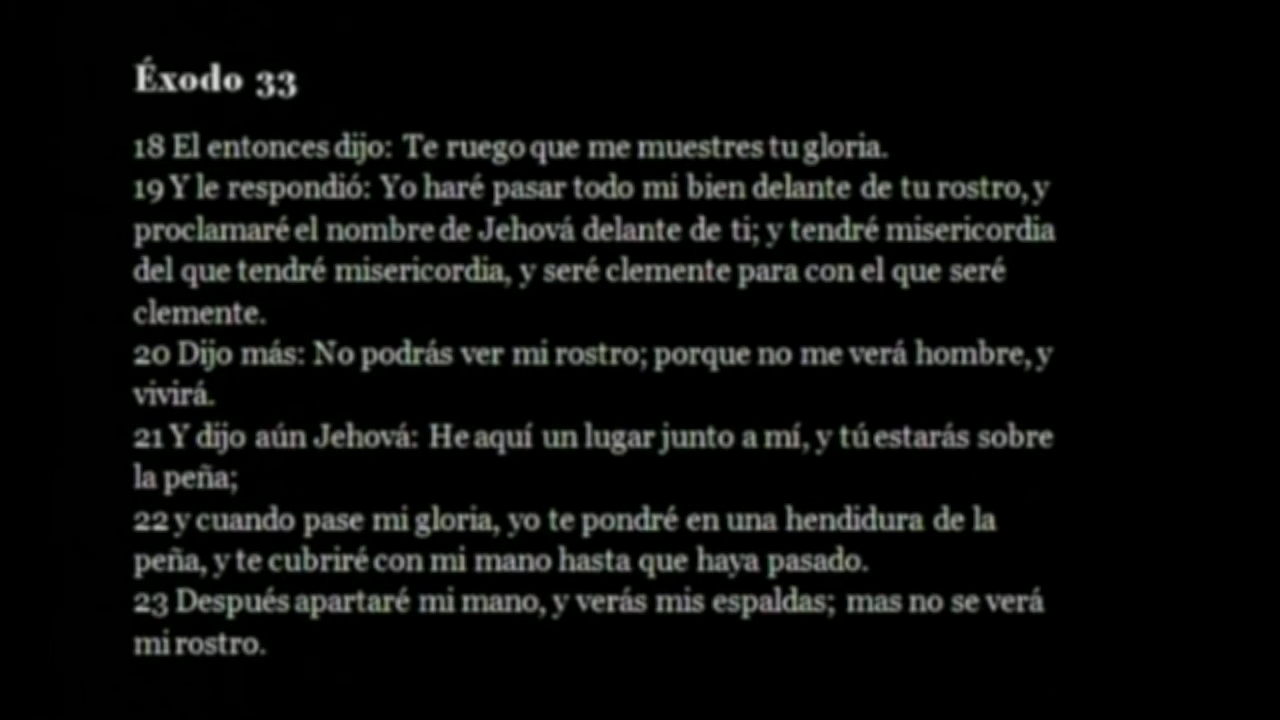 Éxodo 33
18 El entonces dijo: Te ruego que me muestres tu gloria.
19 Y le respondió: Yo haré pasar todo mi bien delante de tu rostro, y
proclamaré el nombre de Jehová delante de ti; y tendré misericordia
del que tendré misericordia, y seré clemente para con el que seré
clemente.
20 Dijo más: No podrás ver mi rostro; porque no me verá hombre, y
vivirá.
21 Y dijo aún Jehová: He aquí un lugar junto a mí, y tú estarás sobre
la peña;
22 y cuando pase mi gloria, yo te pondré en una hendidura de la
peña, y te cubriré con mi mano hasta que haya pasado.
23 Después apartaré mi mano, y verás mis espaldas; mas no se verá
mi rostro.